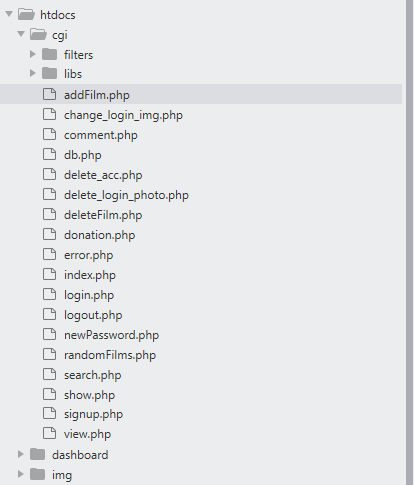 htdocs
cgi
filters
libs
addFilm.php
change_login_img.php
comment.php
db.php
delete_acc.php
delete_login_photo.php
deleteFilm.php
donation.php
error.php
index.php
login.php
logout.php
newPassword.php
randomFilms.php
search.php
show.php
signup.php
view.php
dashboard
img